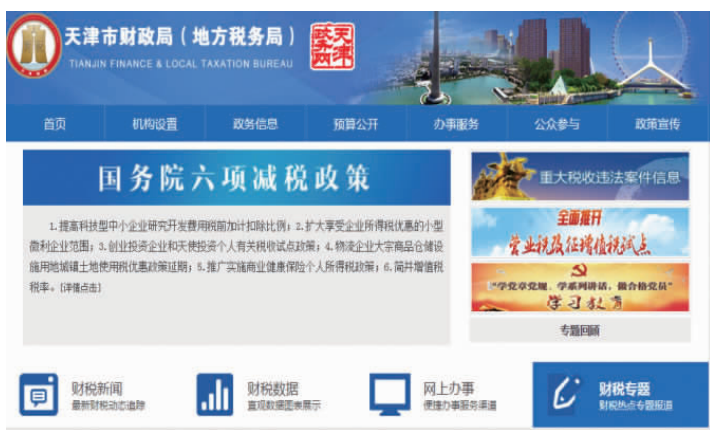 天津市财政局（地方税务局）
TIANJIN FINANCE & LOCAL TAXATION BUREAU
天津
政务网
首页 机构设置 政务信息 预算公开 办事服务 公众参与 政策宣传
国务院六项减税政策
1.提高科技型中小企业研究开发费用税前加计扣除比例；2.扩大享受企业所得税优惠的小型
微利企业范围；3.创业投资企业和天使投资个人有关税收试点政策；4.物流企业大宗商品仓储设
施用地城镇土地使用税优惠政策延期；5.推广实施商业健康保险个人所得税政策；6.简并增值税
税率。[详情点击]
重大税收违法案件信息
全面推开
营业税改征增值税试点
“学党章党规、学系列讲话，做合格党员”
学习教育
专题回顾
财税新闻
最新财税动态追踪
财税数据
直观数据图表展示
网上办事
便捷办事服务渠道
财税专题
财税热点专题报道